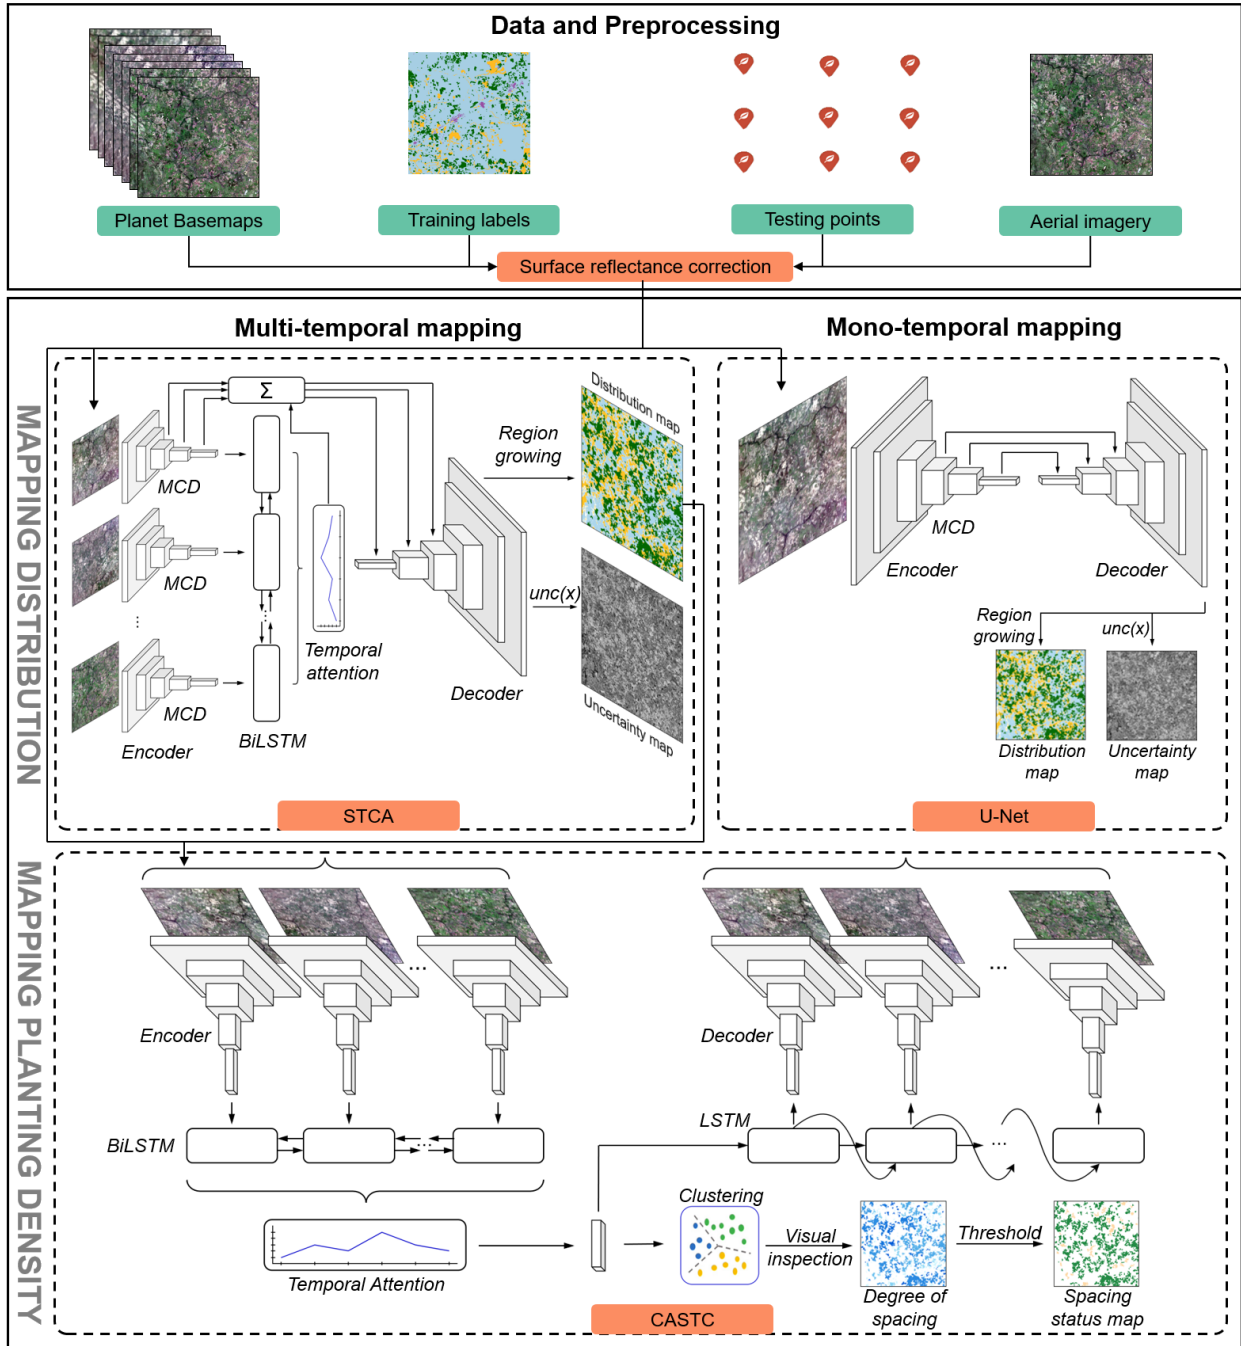 Data and Preprocessing
Planet Basemaps
Training labels
Testing points
Aerial imagery
Surface reflectance correction
MAPPING DISTRIBUTION
Multi-temporal mapping
Σ
MCD
MCD
...
MCD
Encoder
BiLSTM
...
Temporal
attention
Decoder
Region
growing
unc(x)
Distribution map
Uncertainty map
STCA
Mono-temporal mapping
MCD
Encoder
Decoder
Region
growing
unc(x)
Distribution
map
Uncertainty
map
U-Net
MAPPING PLANTING DENSITY
...
Encoder
BiLSTM
...
Temporal Attention
...
Decoder
LSTM
...
Clustering
Visual
inspection
Degree of
spacing
Threshold
Spacing
status map
CASTC